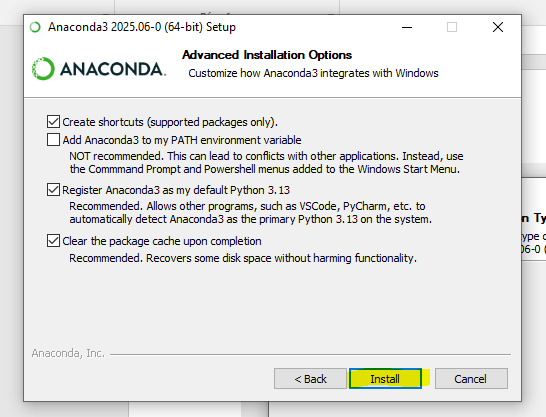 Anaconda3 2025.06-0 (64-bit) Setup
ANACONDA.
Advanced Installation Options
Customize how Anaconda3 integrates with Windows
Create shortcuts (supported packages only).
Add Anaconda3 to my PATH environment variable
NOT recommended. This can lead to conflicts with other applications. Instead, use
the Commmand Prompt and Powershell menus added to the Windows Start Menu.
Register Anaconda3 as my default Python 3.13
Recommended. Allows other programs, such as VSCode, PyCharm, etc. to
automatically detect Anaconda3 as the primary Python 3.13 on the system.
Clear the package cache upon completion
Recommended. Recovers some disk space without harming functionality.
Anaconda, Inc.
< Back
Install
Cancel